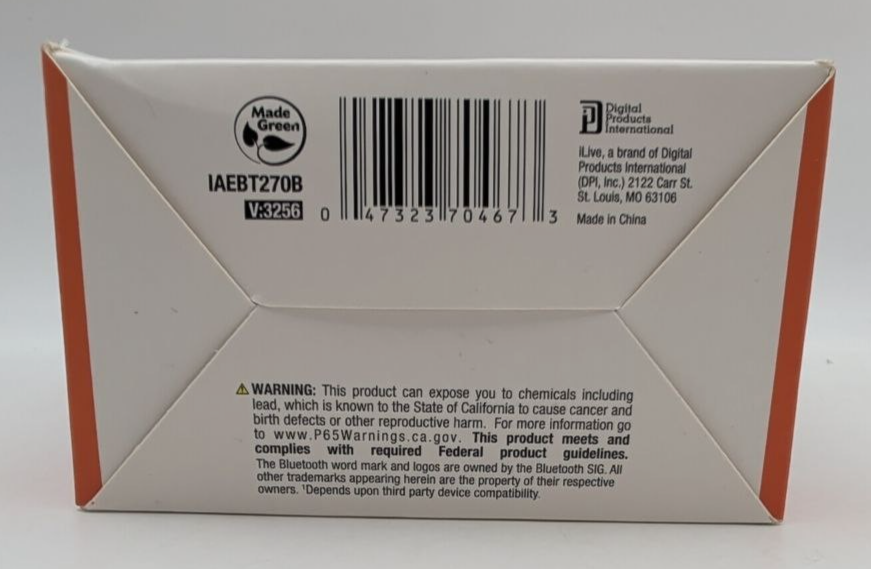 Made
Green
IAEBT270B
V:3256
0 47323 70467 3
Digital
Products
International
iLive, a brand of Digital
Products International
(DPI, Inc.) 2122 Carr St.
St. Louis, MO 63106
Made in China
⚠ WARNING: This product can expose you to chemicals including
lead, which is known to the State of California to cause cancer and
birth defects or other reproductive harm. For more information go
to www.P65Warnings.ca.gov. This product meets and
complies with required Federal product guidelines.
The Bluetooth word mark and logos are owned by the Bluetooth SIG. All
other trademarks appearing herein are the property of their respective
owners. ¹Depends upon third party device compatibility.